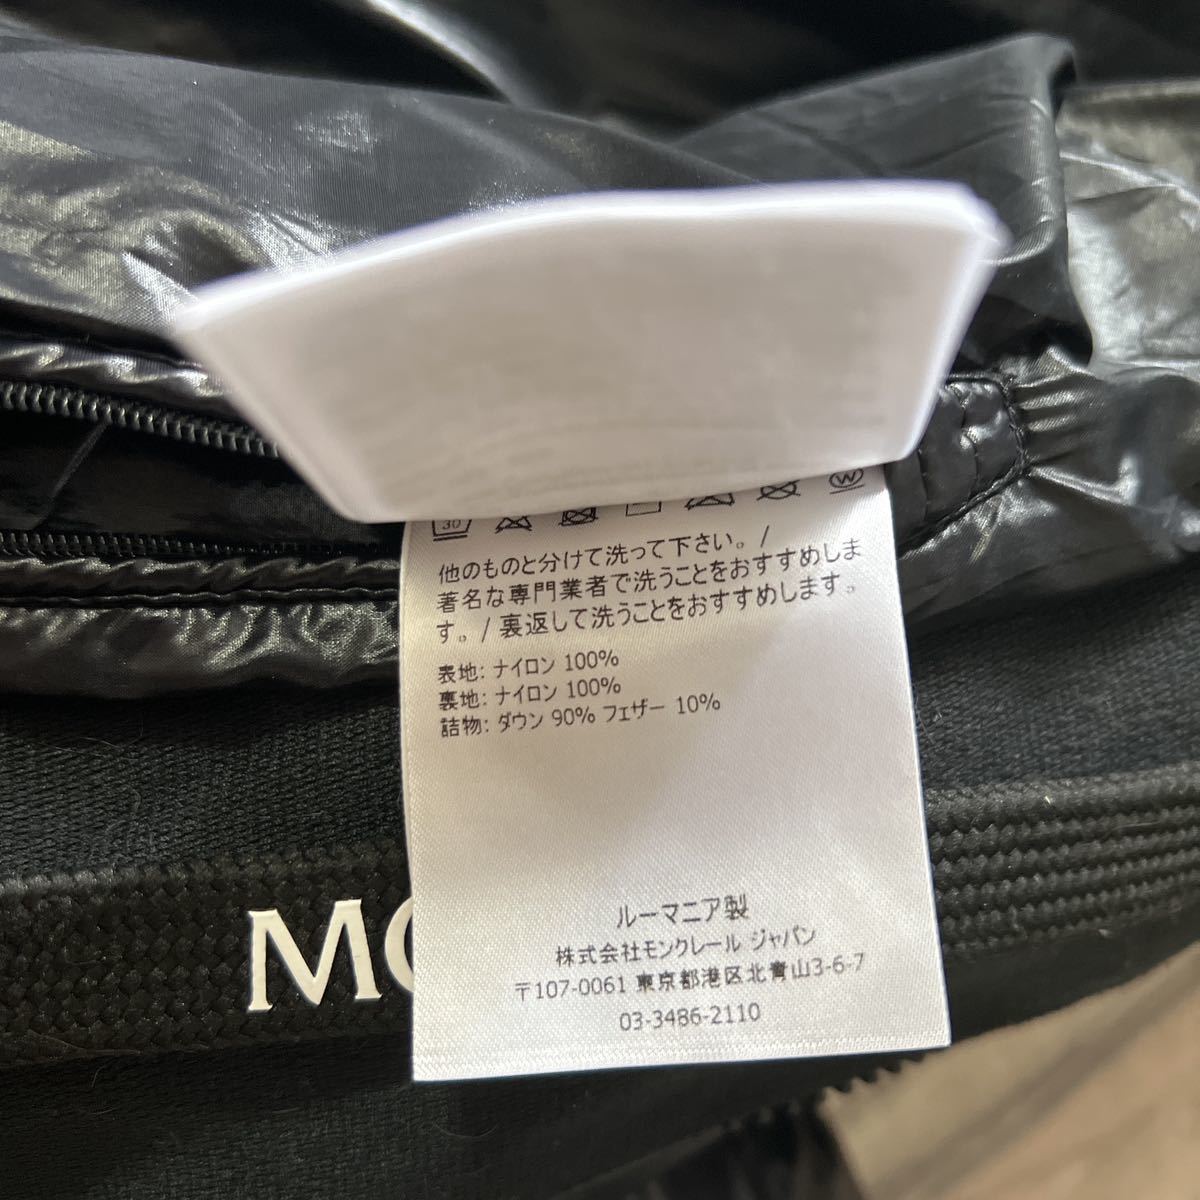 30
W
他のものと分けて洗って下さい。/
著名な専門業者で洗うことをおすすめしま
す。/ 裏返して洗うことをおすすめします。
表地: ナイロン 100%
裏地: ナイロン 100%
詰物: ダウン 90% フェザー 10%
ルーマニア製
株式会社モンクレール ジャパン
〒107-0061 東京都港区北青山3-6-7
03-3486-2110
MO